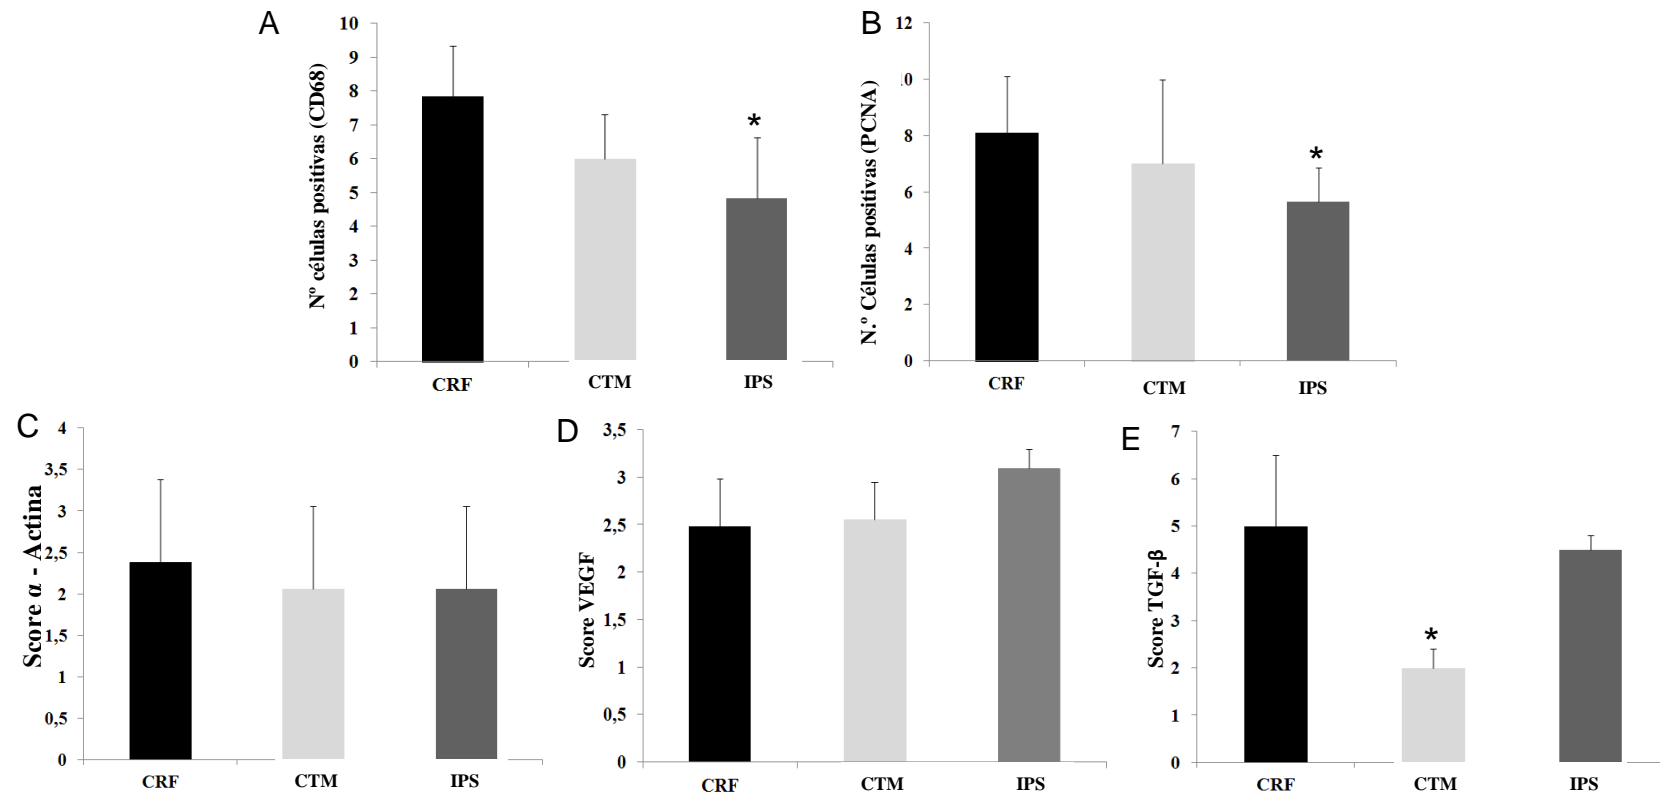 A
Nº células positivas (CD68)
10
9
8
7
6
5
4
3
2
1
0
*
CRF
CTM
IPS
B
N.º Células positivas (PCNA)
12
10
8
6
4
2
0
*
CRF
CTM
IPS
C
Score α - Actina
4
3,5
3
2,5
2
1,5
1
0,5
0
CRF
CTM
IPS
D
Score VEGF
3,5
3
2,5
2
1,5
1
0,5
0
CRF
CTM
IPS
E
Score TGF-β
7
6
5
4
3
2
1
0
*
CRF
CTM
IPS